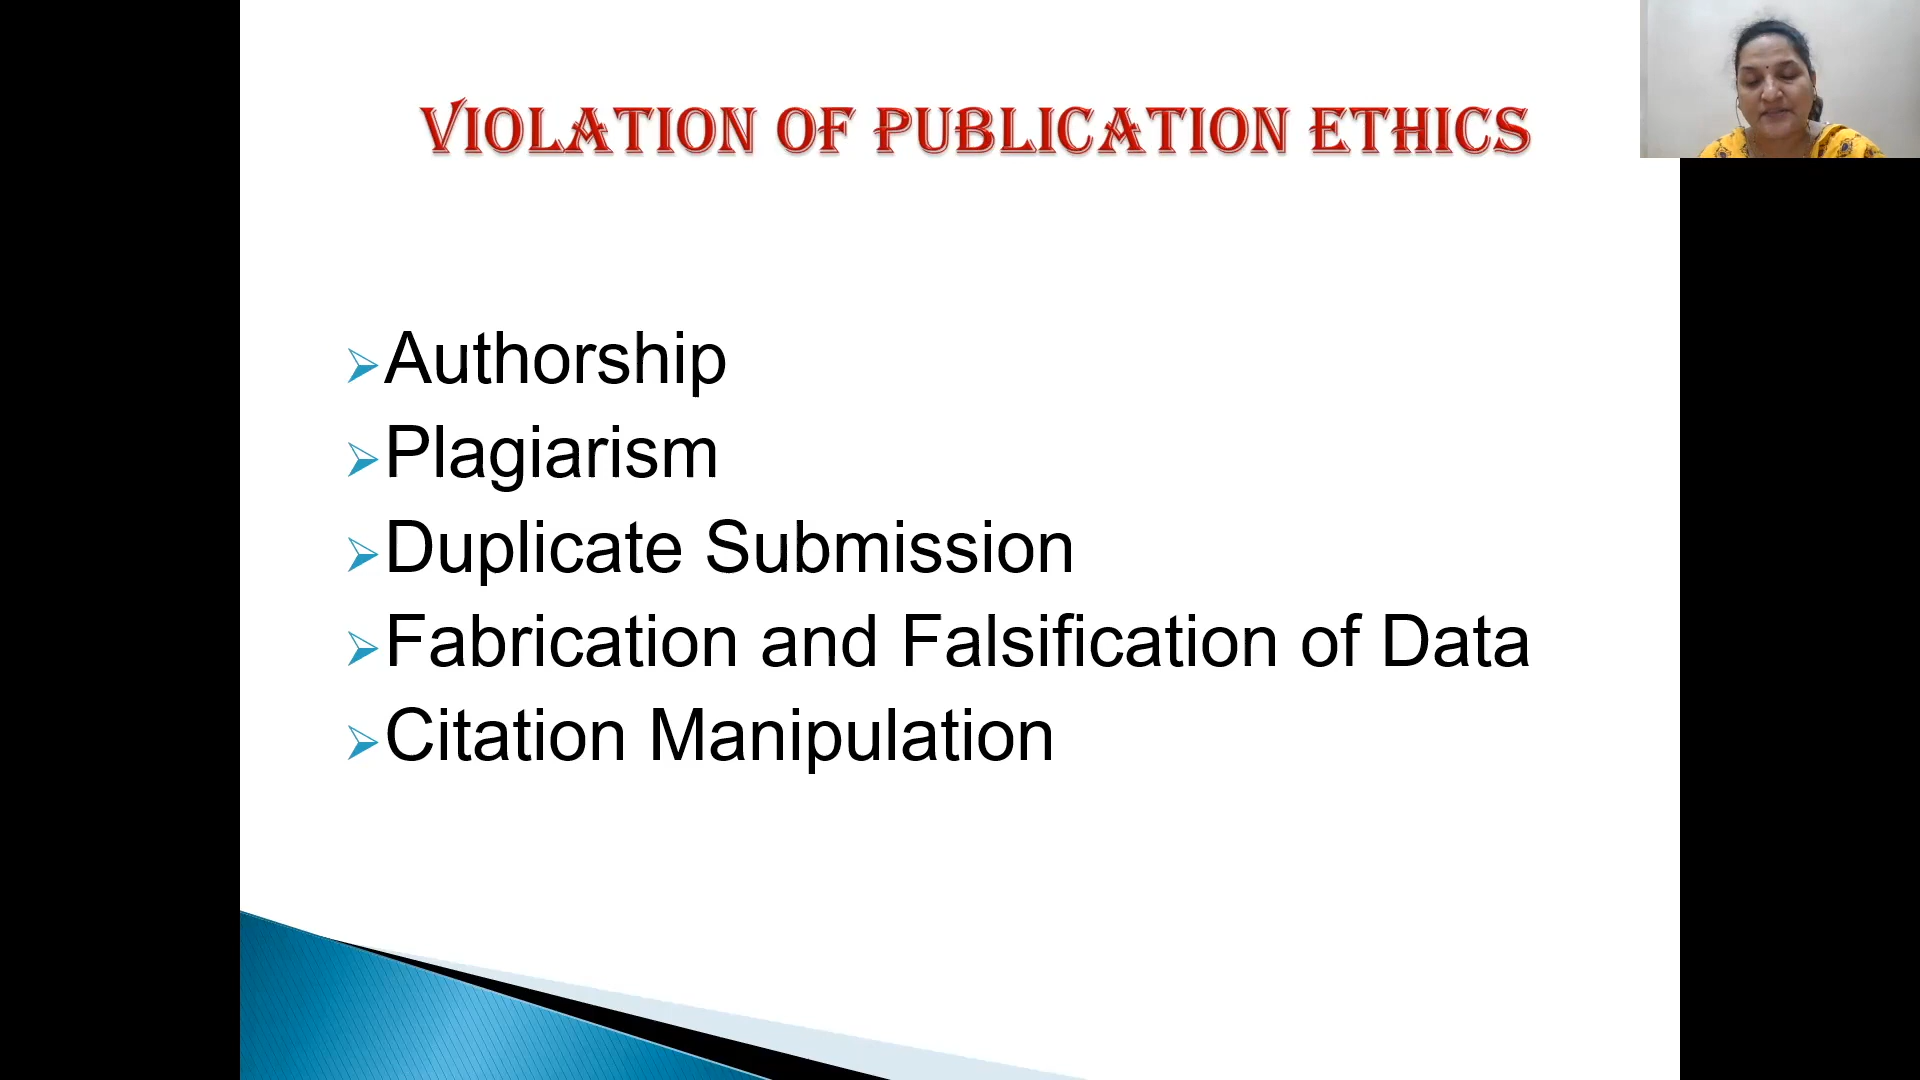 VIOLATION OF PUBLICATION ETHICS
Authorship
Plagiarism
Duplicate Submission
Fabrication and Falsification of Data
Citation Manipulation